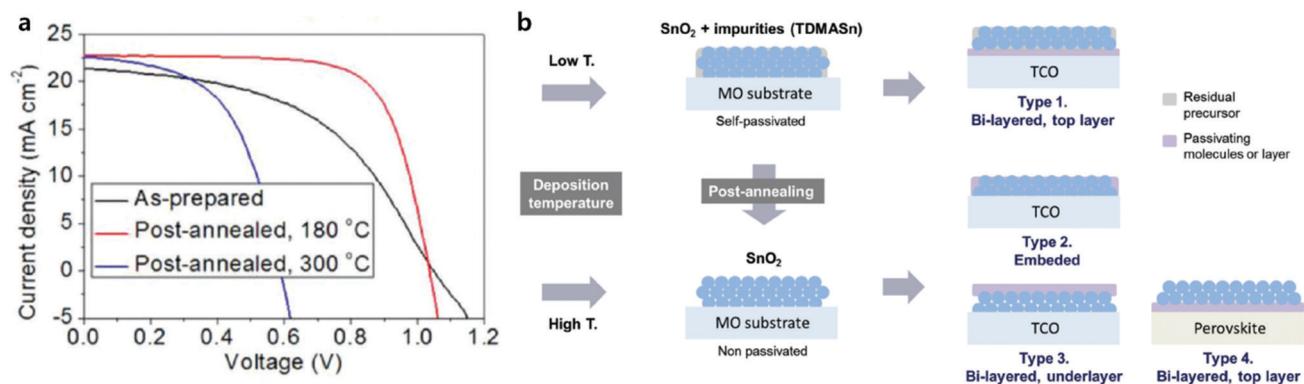 a
25
20
15
10
5
0
-5
Current density (mA cm⁻²)
As-prepared
Post-annealed, 180 °C
Post-annealed, 300 °C
0.0 0.2 0.4 0.6 0.8 1.0 1.2
Voltage (V)
b
Low T.
Deposition
temperature
High T.
SnO₂ + impurities (TDMASn)
MO substrate
Self-passivated
Post-annealing
SnO₂
MO substrate
Non passivated
TCO
Type 1.
Bi-layered, top layer
Residual
precursor
Passivating
molecules or layer
TCO
Type 2.
Embeded
TCO
Type 3.
Bi-layered, underlayer
Perovskite
Type 4.
Bi-layered, top layer